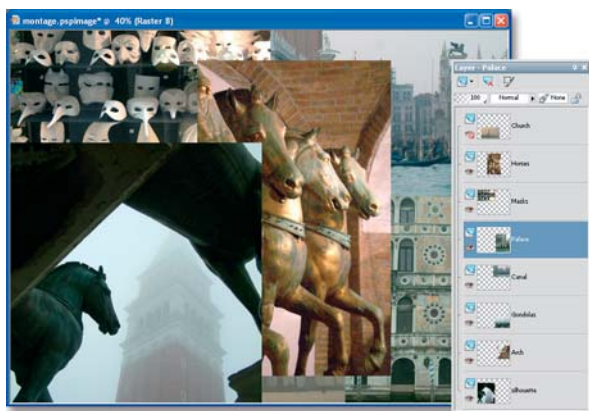 montage.pspimage* @ 40% (Raster 8)
Layer - Palace
100
Normal
None
Church
Horses
Masks
Palace
Canal
Gondolas
Arch
silhouette